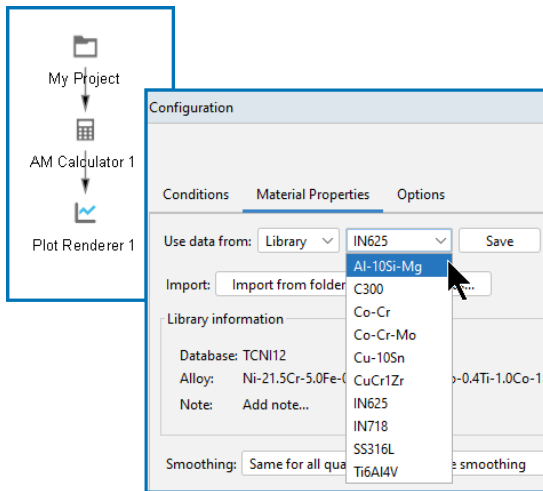 My Project
AM Calculator 1
Plot Renderer 1
Configuration
Conditions Material Properties Options
Use data from: Library IN625 Save
Al-10Si-Mg
Import: Import from folder
C300
Library information
Co-Cr
Co-Cr-Mo
Database: TCNI12
Cu-10Sn
Alloy: Ni-21.5Cr-5.0Fe- CuCr1Zr -0.4Ti-1.0Co-1
Note: Add note... IN625
IN718
SS316L
Smoothing: Same for all smoothing
Ti6Al4V